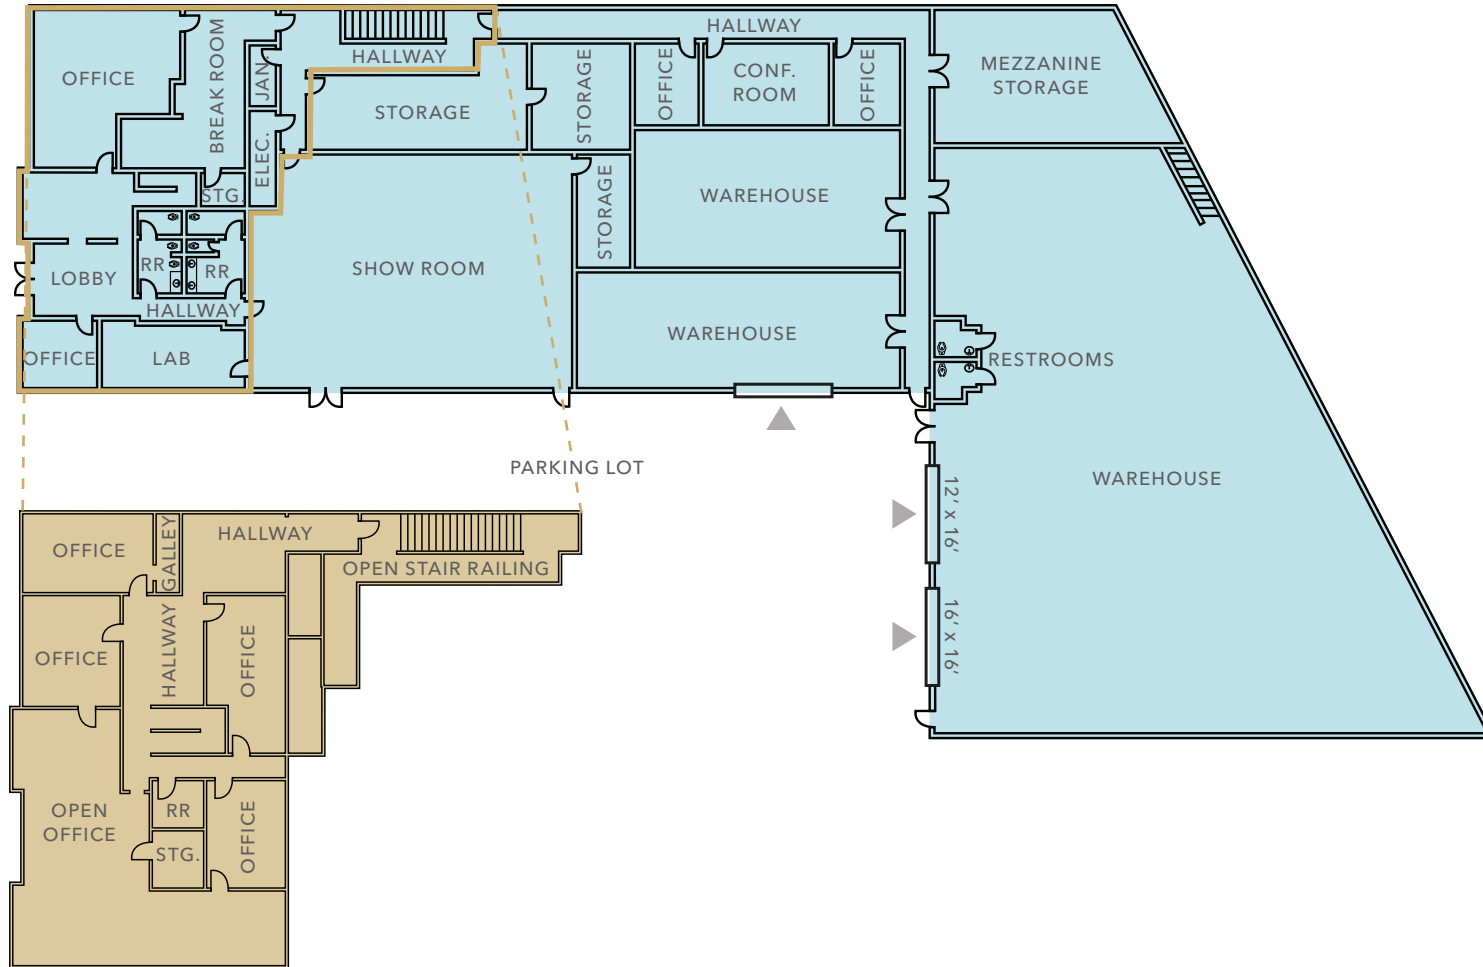 HALLWAY
OFFICE
BREAK ROOM
HALLWAY
JAN.
STORAGE
STORAGE
OFFICE
CONF.
ROOM
OFFICE
MEZZANINE
STORAGE
ELEC.
STG.
STORAGE
WAREHOUSE
LOBBY
RR
RR
SHOW ROOM
HALLWAY
WAREHOUSE
OFFICE
LAB
RESTROOMS
PARKING LOT
WAREHOUSE
12' x 16'
16' x 16'
OFFICE
GALLEY
HALLWAY
OPEN STAIR RAILING
OFFICE
HALLWAY
OFFICE
OPEN
OFFICE
RR
STG.
OFFICE